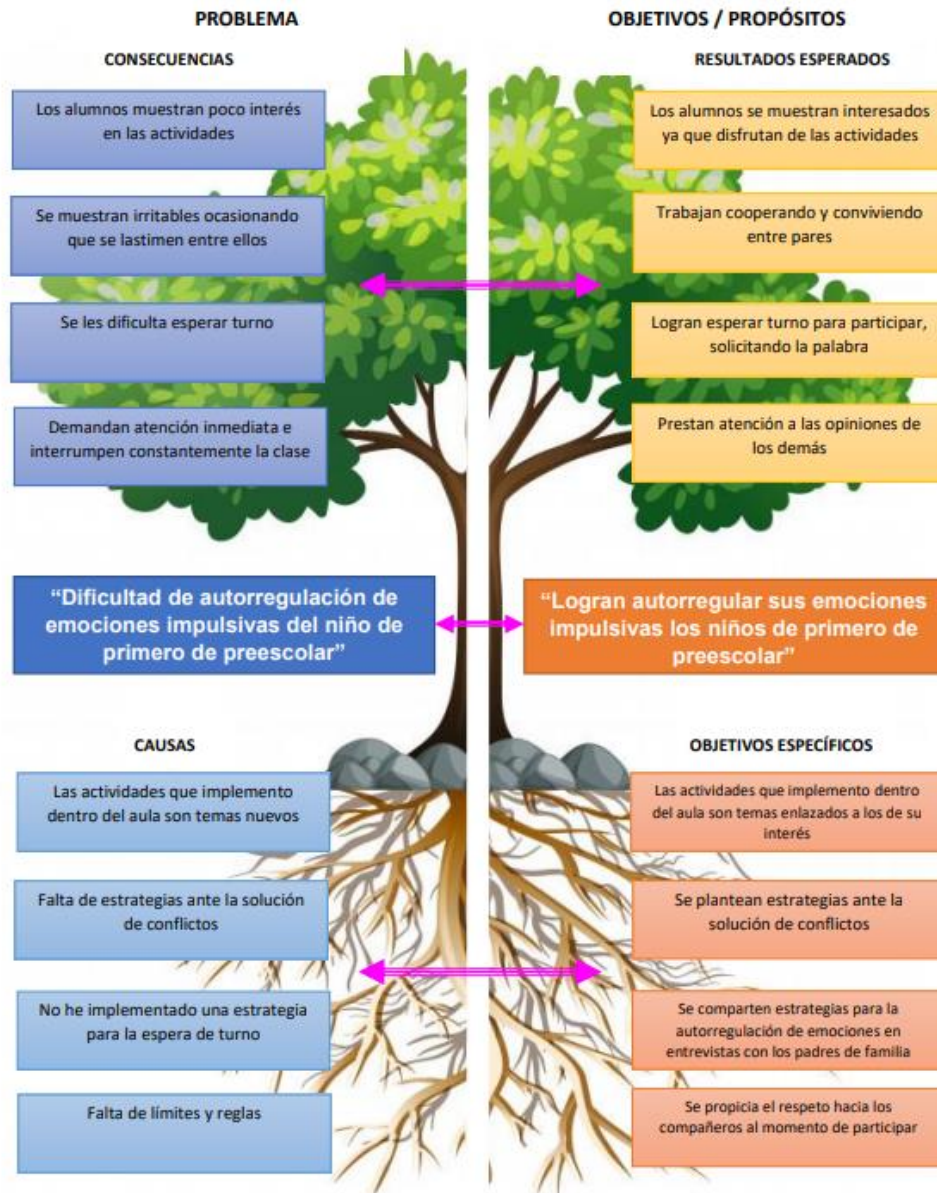 PROBLEMA
CONSECUENCIAS
Los alumnos muestran poco interés
en las actividades
Se muestran irritables ocasionando
que se lastimen entre ellos
Se les dificulta esperar turno
Demandan atención inmediata e
interrumpen constantemente la clase
“Dificultad de autorregulación de
emociones impulsivas del niño de
primero de preescolar”
CAUSAS
Las actividades que implemento
dentro del aula son temas nuevos
Falta de estrategias ante la solución
de conflictos
No he implementado una estrategia
para la espera de turno
Falta de límites y reglas
OBJETIVOS / PROPÓSITOS
RESULTADOS ESPERADOS
Los alumnos se muestran interesados
ya que disfrutan de las actividades
Trabajan cooperando y conviviendo
entre pares
Logran esperar turno para participar,
solicitando la palabra
Prestan atención a las opiniones de
los demás
“Logran autorregular sus emociones
impulsivas los niños de primero de
preescolar”
OBJETIVOS ESPECÍFICOS
Las actividades que implemento dentro
del aula son temas enlazados a los de su
interés
Se plantean estrategias ante la
solución de conflictos
Se comparten estrategias para la
autorregulación de emociones en
entrevistas con los padres de familia
Se propicia el respeto hacia los
compañeros al momento de participar